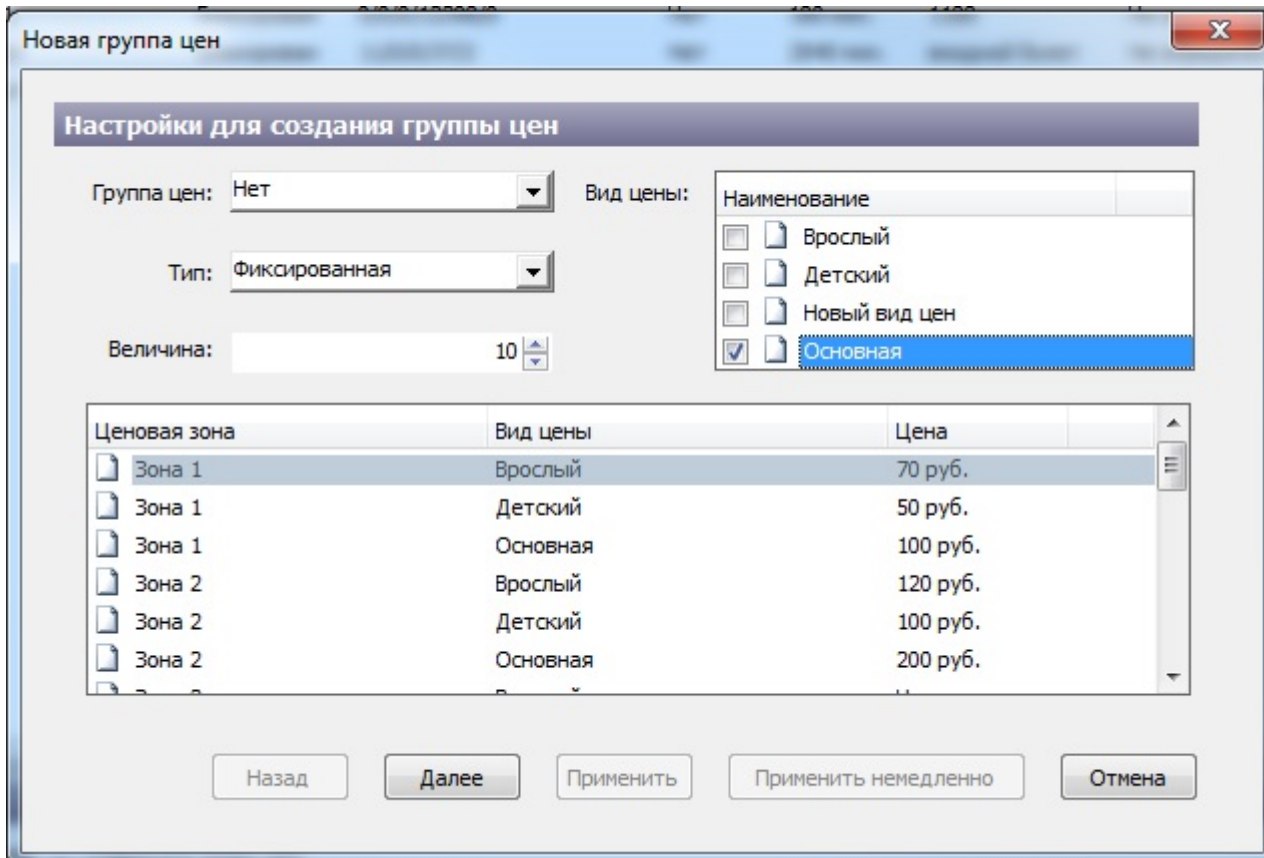 Новая группа цен
Настройки для создания группы цен
Группа цен: Нет
Вид цены:
Наименование
Врослый
Детский
Новый вид цен
Основная
Тип: Фиксированная
Величина: 10
Ценовая зона Вид цены Цена
Зона 1 Врослый 70 руб.
Зона 1 Детский 50 руб.
Зона 1 Основная 100 руб.
Зона 2 Врослый 120 руб.
Зона 2 Детский 100 руб.
Зона 2 Основная 200 руб.
Назад Далее Применить Применить немедленно Отмена